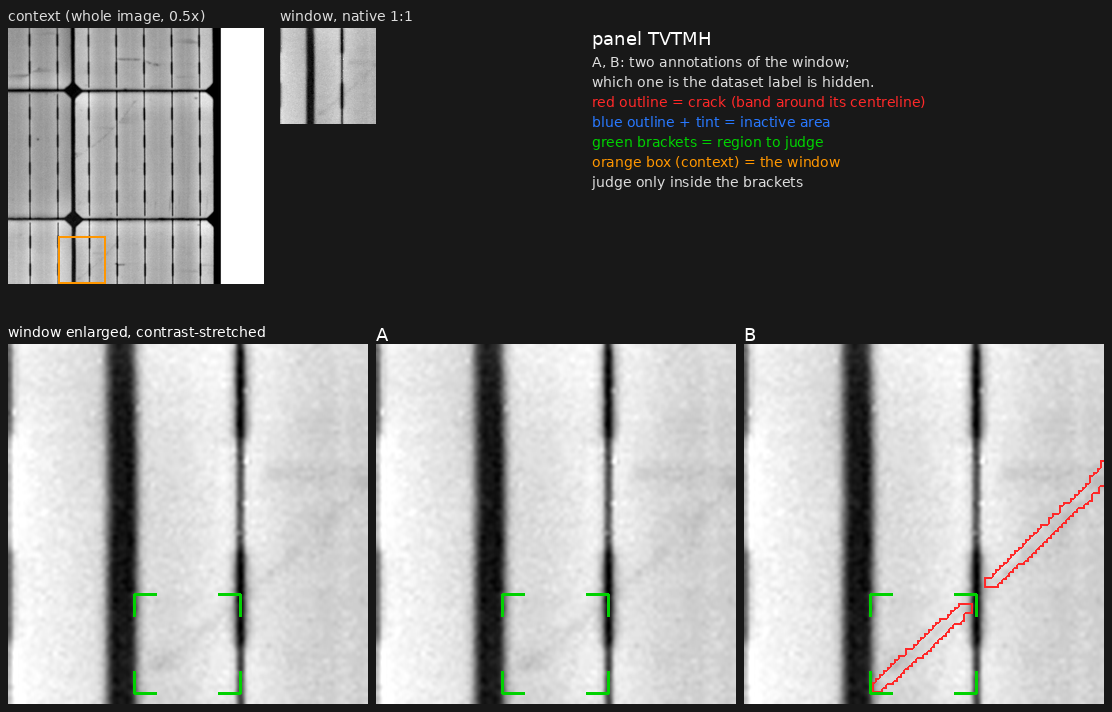 context (whole image, 0.5x)
window, native 1:1
panel TVTMH
A, B: two annotations of the window;
which one is the dataset label is hidden.
red outline = crack (band around its centreline)
blue outline + tint = inactive area
green brackets = region to judge
orange box (context) = the window
judge only inside the brackets
window enlarged, contrast-stretched
A
B